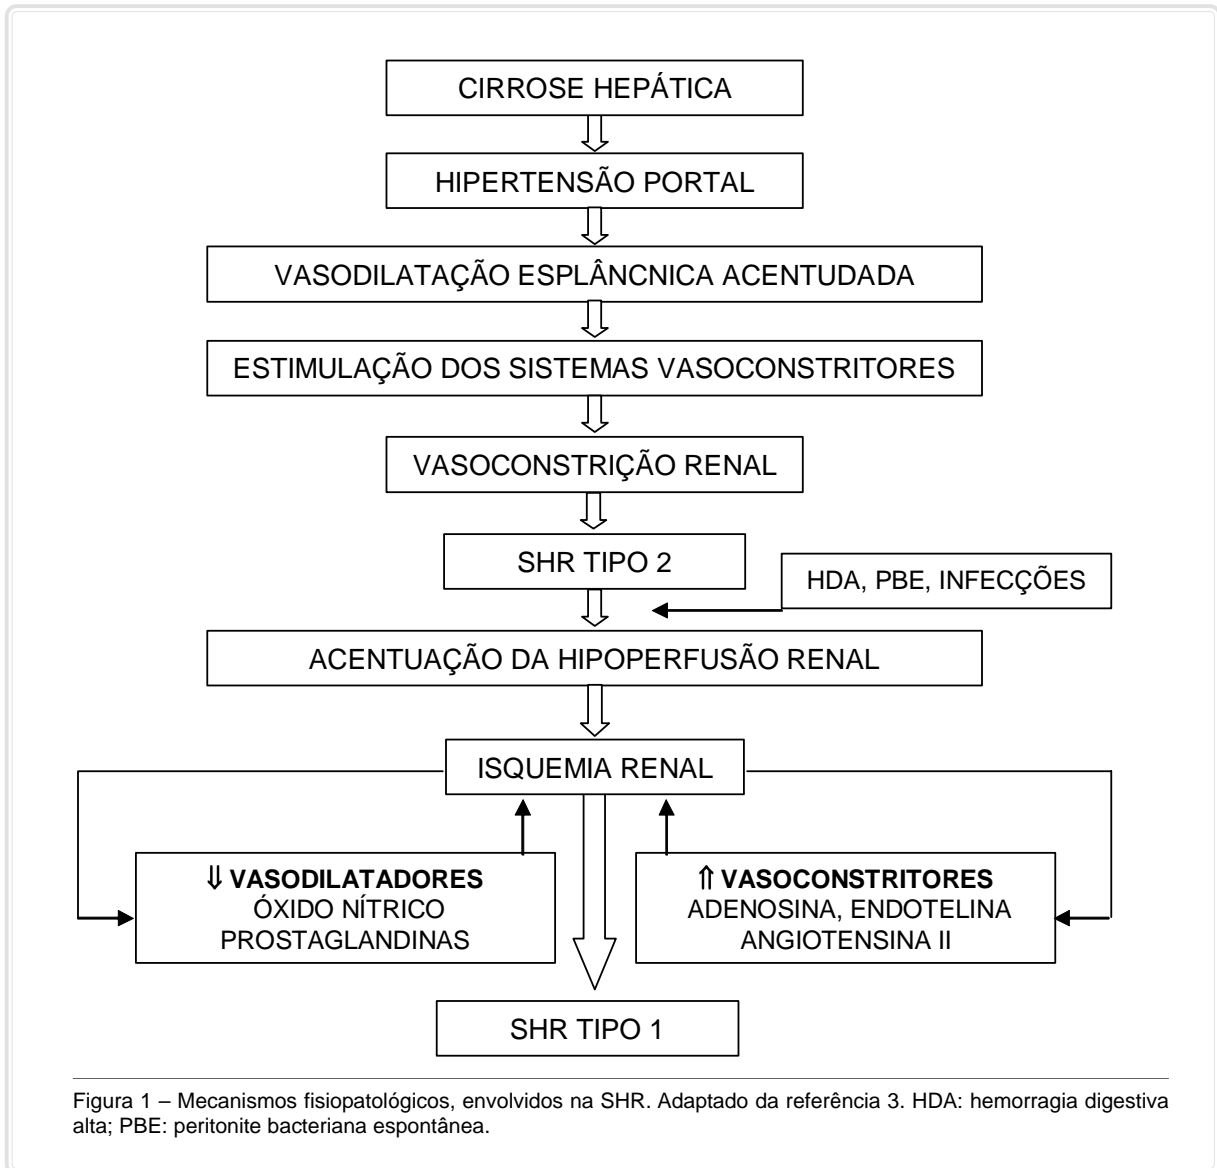 CIRROSE HEPÁTICA
HIPERTENSÃO PORTAL
VASODILATAÇÃO ESPLÂNCNICA ACENTUDADA
ESTIMULAÇÃO DOS SISTEMAS VASOCONSTRITORES
VASOCONSTRIÇÃO RENAL
SHR TIPO 2
HDA, PBE, INFECÇÕES
ACENTUAÇÃO DA HIPOPERFUSÃO RENAL
ISQUEMIA RENAL
⇓ VASODILATADORES
ÓXIDO NÍTRICO
PROSTAGLANDINAS
⇑ VASOCONSTRITORES
ADENOSINA, ENDOTELINA
ANGIOTENSINA II
SHR TIPO 1
Figura 1 – Mecanismos fisiopatológicos, envolvidos na SHR. Adaptado da referência 3. HDA: hemorragia digestiva
alta; PBE: peritonite bacteriana espontânea.